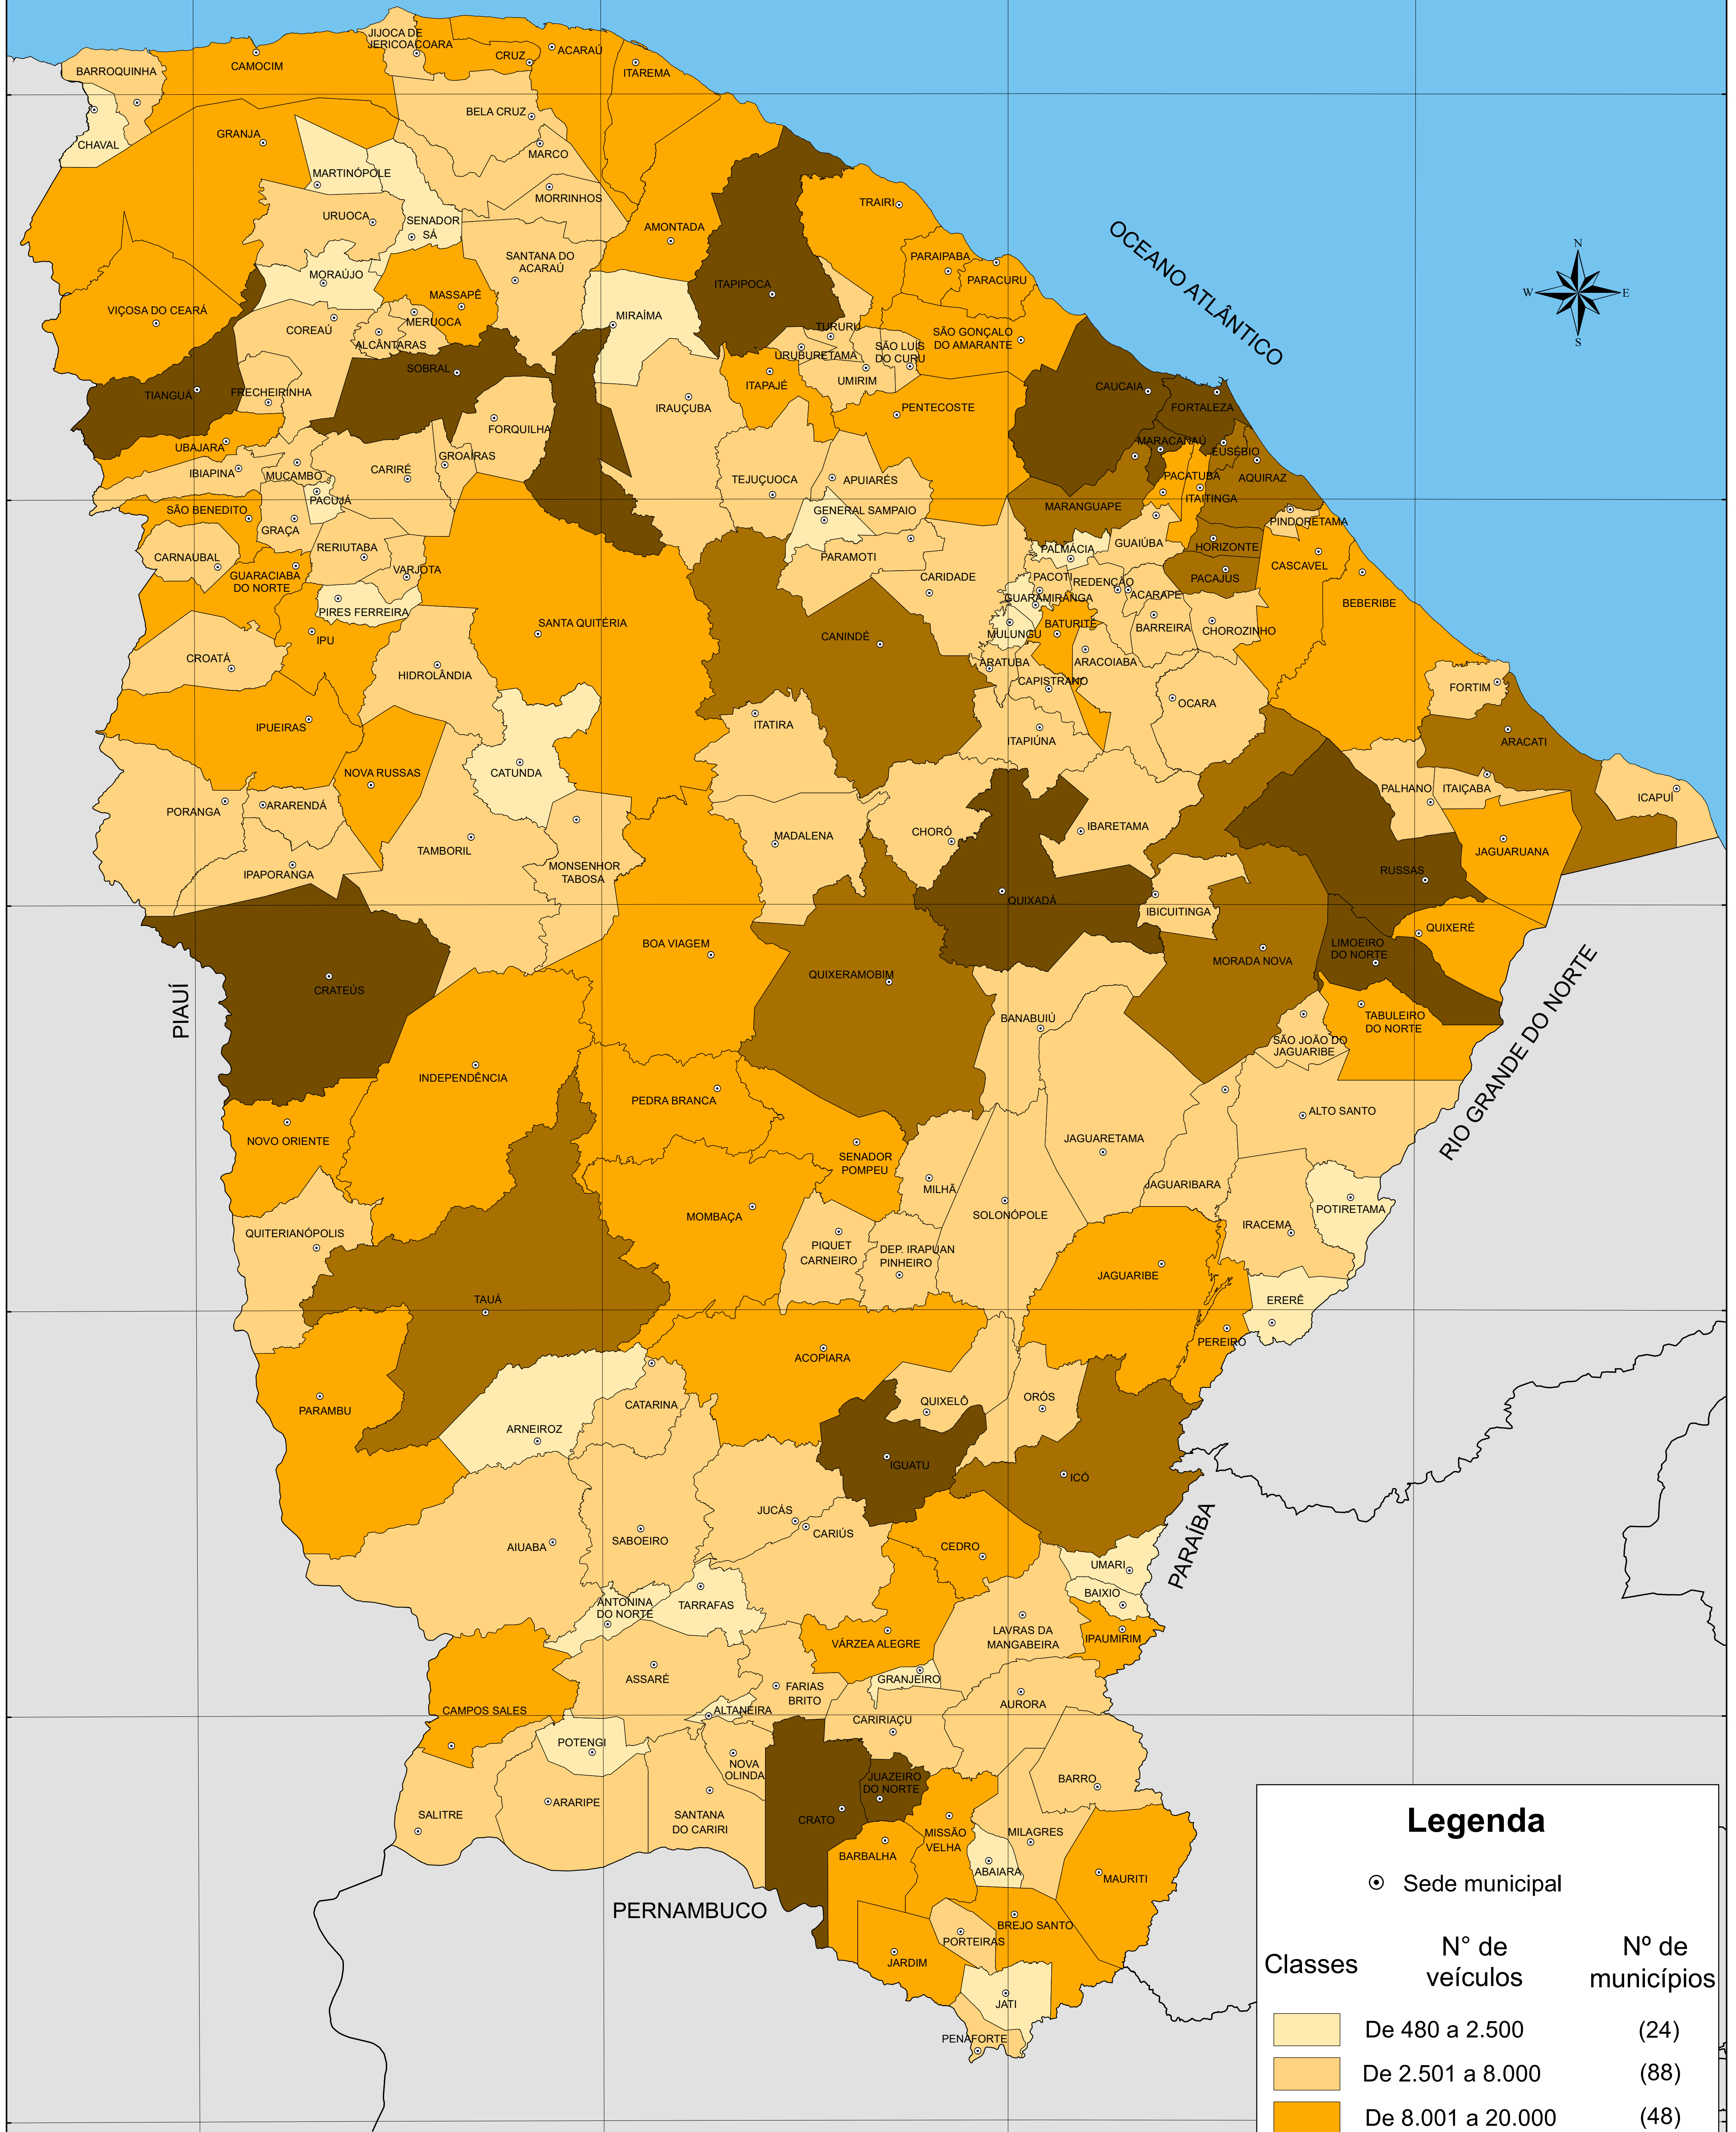 JIJOCA DE
JERICOACOARA
CRUZ
ACARAÚ
ITAREMA
BARROQUINHA
CAMOCIM
CHAVAL
GRANJA
BELA CRUZ
MARCO
MARTINÓPOLE
MORRINHOS
URUOCA
SENADOR
SÁ
AMONTADA
TRAIRI
OCEANO ATLÂNTICO
N
W
E
S
MORAÚJO
SANTANA DO
ACARAÚ
PARAIPABA
PARACURU
ITAPIPOCA
VIÇOSA DO CEARÁ
MASSAPÊ
MERUOCA
MIRAÍMA
COREAÚ
ALCÂNTARAS
TURURU
URUBURETAMA
SÃO LUÍS
DO CURU
SÃO GONÇALO
DO AMARANTE
UMIRIM
SOBRAL
TIANGUÁ
FRECHEIRINHA
ITAPAJÉ
IRAUÇUBA
PENTECOSTE
CAUCAIA
FORTALEZA
FORQUILHA
UBAJARA
MARACANAÚ
EUSÉBIO
IBIAPINA
MUCAMBO
CARIRÉ
GROAÍRAS
TEJUÇUOCA
APUIARÉS
PACATUBA
AQUIRAZ
ITAITINGA
PACUJÁ
SÃO BENEDITO
GENERAL SAMPAIO
MARANGUAPE
PINDORETAMA
GRAÇA
CARNAUBAL
RERIUTABA
VARJOTA
PARAMOTI
PALMÁCIA
GUAIÚBA
HORIZONTE
GUARACIABA
DO NORTE
CARIDADE
PACOTI
REDENÇÃO
PACAJUS
CASCAVEL
PIRES FERREIRA
GUARAMIRANGA
ACARAPE
BEBERIBE
IPU
SANTA QUITÉRIA
CANINDÉ
MULUNGU
BATURITÉ
BARREIRA
CHOROZINHO
CROATÁ
HIDROLÂNDIA
ARATUBA
ARACOIABA
CAPISTRANO
FORTIM
IPUEIRAS
ITATIRA
OCARA
ITAPIÚNA
ARACATI
NOVA RUSSAS
CATUNDA
PALHANO
ITAIÇABA
ICAPUÍ
PORANGA
ARARENDÁ
TAMBORIL
MADALENA
CHORÓ
IBARETAMA
JAGUARUANA
IPAPORANGA
MONSENHOR
TABOSA
RUSSAS
QUIXADÁ
IBICUITINGA
QUIXERÉ
BOA VIAGEM
LIMOEIRO
DO NORTE
MORADA NOVA
CRATEÚS
QUIXERAMOBIM
PIAUÍ
BANABUIÚ
TABULEIRO
DO NORTE
SÃO JOÃO DO
JAGUARIBE
RIO GRANDE DO NORTE
INDEPENDÊNCIA
PEDRA BRANCA
ALTO SANTO
NOVO ORIENTE
SENADOR
POMPEU
JAGUARETAMA
MILHÃ
JAGUARIBARA
POTIRETAMA
MOMBAÇA
SOLONÓPOLE
IRACEMA
QUITERIANÓPOLIS
PIQUET
CARNEIRO
DEP. IRAPUAN
PINHEIRO
JAGUARIBE
TAUÁ
ERERÊ
PEREIRO
ACOPIARA
PARAMBU
CATARINA
QUIXELÔ
ORÓS
ARNEIROZ
IGUATU
ICÓ
JUCÁS
CARIÚS
PARAÍBA
AIUABA
SABOEIRO
CEDRO
UMARI
BAIXIO
ANTONINA
DO NORTE
TARRAFAS
VÁRZEA ALEGRE
LAVRAS DA
MANGABEIRA
IPAUMIRIM
ASSARÉ
FARIAS
BRITO
GRANJEIRO
AURORA
CAMPOS SALES
ALTANEIRA
CARIRIAÇU
POTENGI
NOVA
OLINDA
JUAZEIRO
DO NORTE
BARRO
SALITRE
ARARIPE
SANTANA
DO CARIRI
CRATO
MISSÃO
VELHA
MILAGRES
BARBALHA
ABAIARA
MAURITI
PERNAMBUCO
BREJO SANTO
PORTEIRAS
JARDIM
JATI
PENAFORTE
Legenda
Sede municipal
Classes
N° de
veículos
Nº de
municípios
De 480 a 2.500 (24)
De 2.501 a 8.000 (88)
De 8.001 a 20.000 (48)